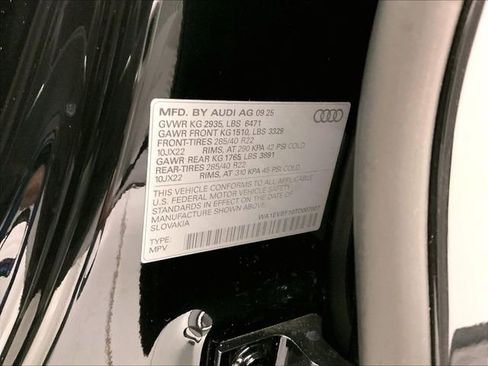 MFD. BY AUDI AG 09 25
GVWR KG 2935, LBS 6471
GAWR FRONT KG 1510, LBS 3329
FRONT-TIRES 285/40 R22
10JX22 RIMS, AT 290 KPA 42 PSI COLD
GAWR REAR KG 1765 LBS 3891
REAR-TIRES 285/40 R22
10JX22 RIMS, AT 310 KPA 45 PSI COLD
THIS VEHICLE CONFORMS TO ALL APPLICABLE
U.S. FEDERAL MOTOR VEHICLE SAFETY
STANDARDS IN EFFECT ON THE DATE OF
MANUFACTURE SHOWN ABOVE.
SLOVAKIA
TYPE:
MPV